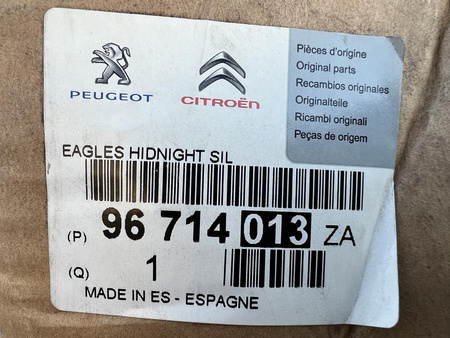 PEUGEOT
CITROËN
Pièces d'origine
Original parts
Recambios originales
Originalteile
Ricambi originali
Peças de origem
EAGLES HIDNIGHT SIL
(P) 96 714 013 ZA
(Q) 1
MADE IN ES - ESPAGNE